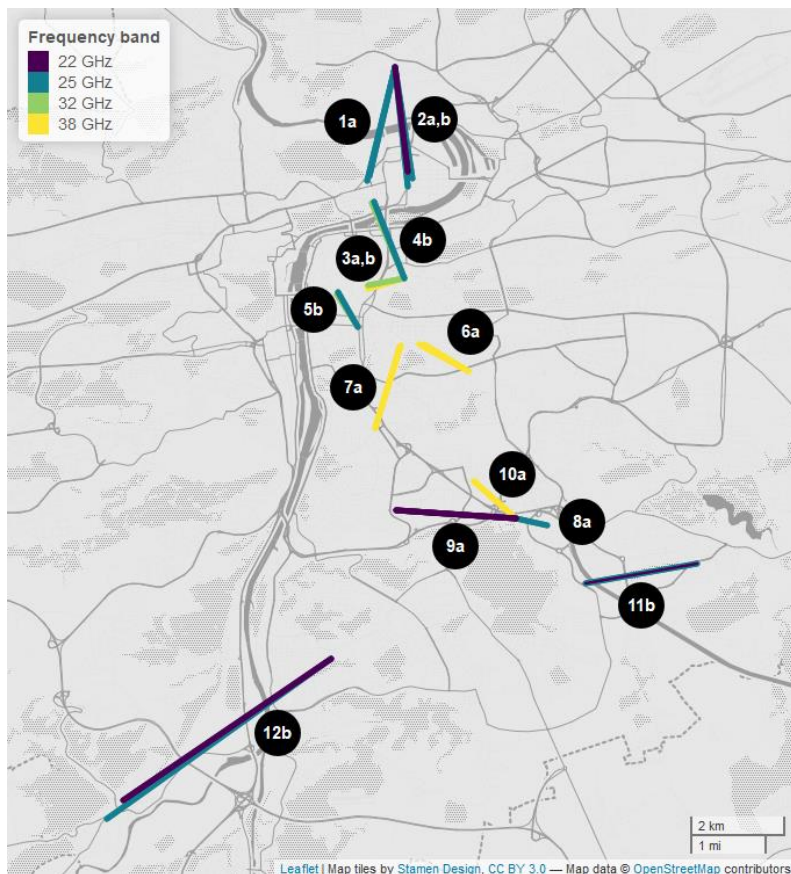 Frequency band
22 GHz
25 GHz
32 GHz
38 GHz
1a
2a,b
4b
3a,b
5b
6a
7a
10a
8a
9a
11b
12b
2 km
1 mi
Leaflet | Map tiles by Stamen Design, CC BY 3.0 — Map data © OpenStreetMap contributors